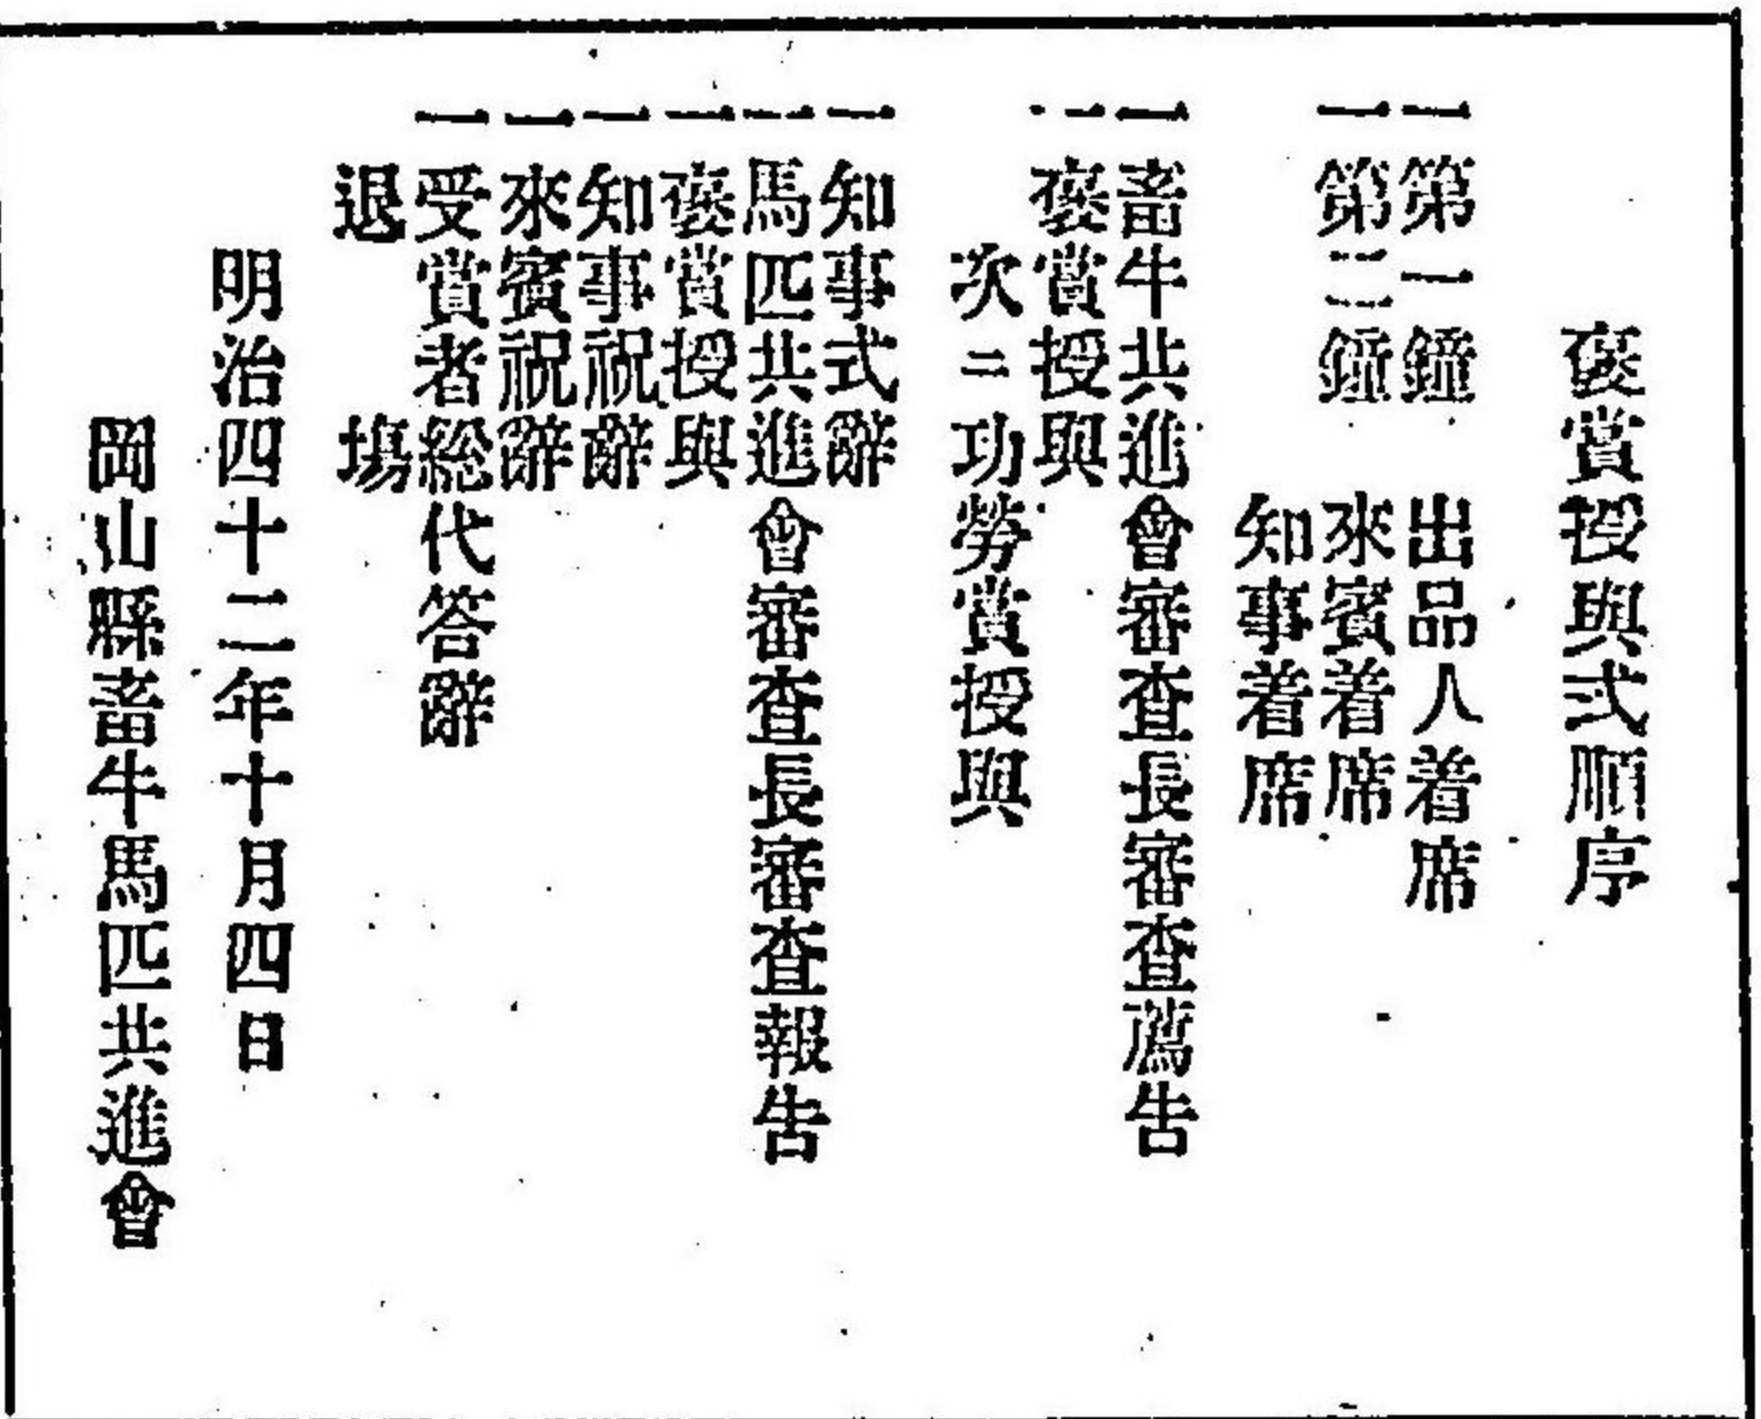 褒賞授與式順序
一 第一鐘 出品人着席
一 第二鐘 來賓着席
知事着席
一 畜牛共進會審査長審査薦告
一 褒賞授與
次ニ功勞賞授與
一 知事式辭
一 馬匹共進會審査長審査報告
一 褒賞授與
一 知事祝辭
一 來賓祝辭
一 受賞者総代答辭
退場
明治四十二年十月四日
岡山縣畜牛馬匹共進會